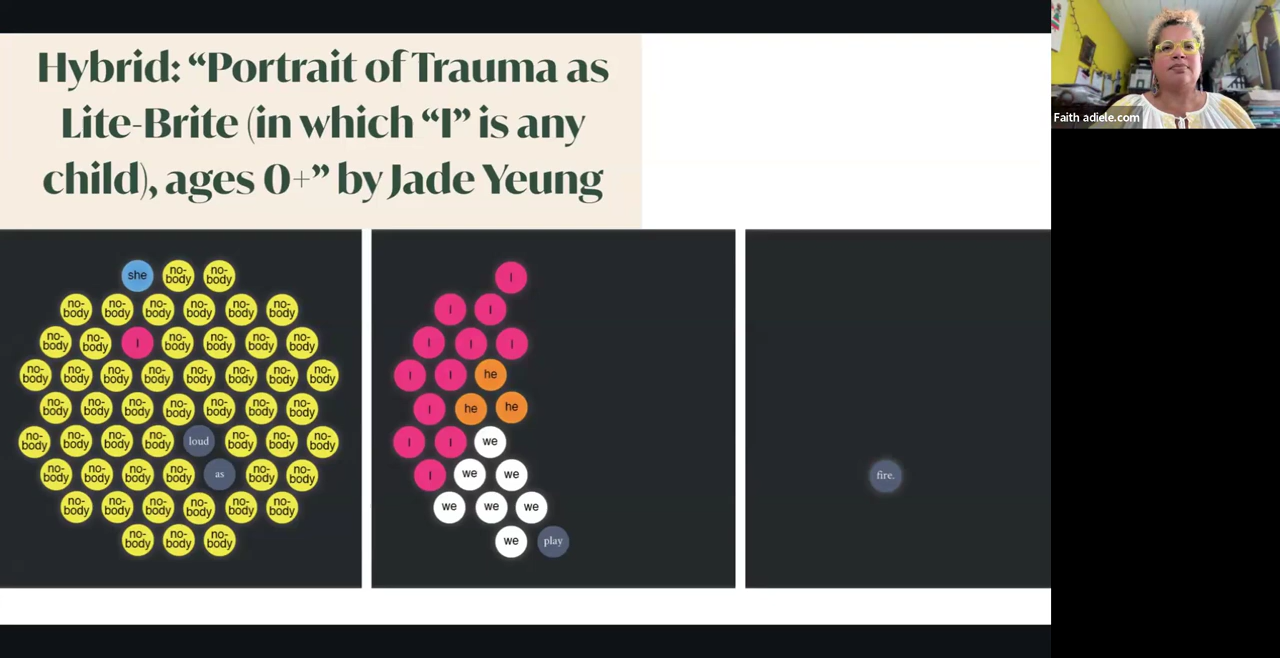 Hybrid: “Portrait of Trauma as
Lite-Brite (in which “I” is any
child), ages 0+” by Jade Yeung
she no-body no-body
no-body no-body no-body no-body no-body no-body
no-body no-body I no-body no-body no-body no-body
no-body no-body no-body no-body no-body no-body no-body no-body
no-body no-body no-body no-body no-body no-body no-body
no-body no-body no-body no-body loud no-body no-body no-body
no-body no-body no-body no-body as no-body no-body
no-body no-body no-body no-body no-body no-body
no-body no-body no-body
I
I I
I I I
I I he
I he he
I I we
I we we
we we we
we play
fire.
Faith adiele.com